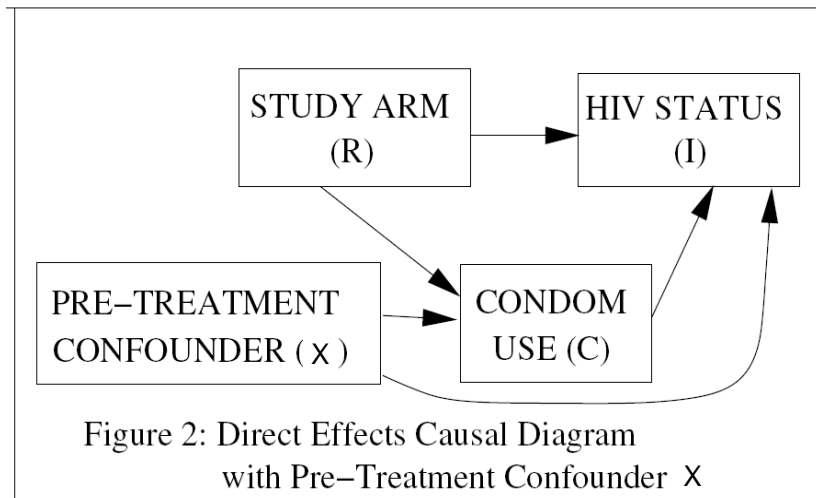 STUDY ARM
(R)
HIV STATUS
(I)
PRE−TREATMENT
CONFOUNDER (X)
CONDOM
USE (C)
Figure 2: Direct Effects Causal Diagram
with Pre−Treatment Confounder X